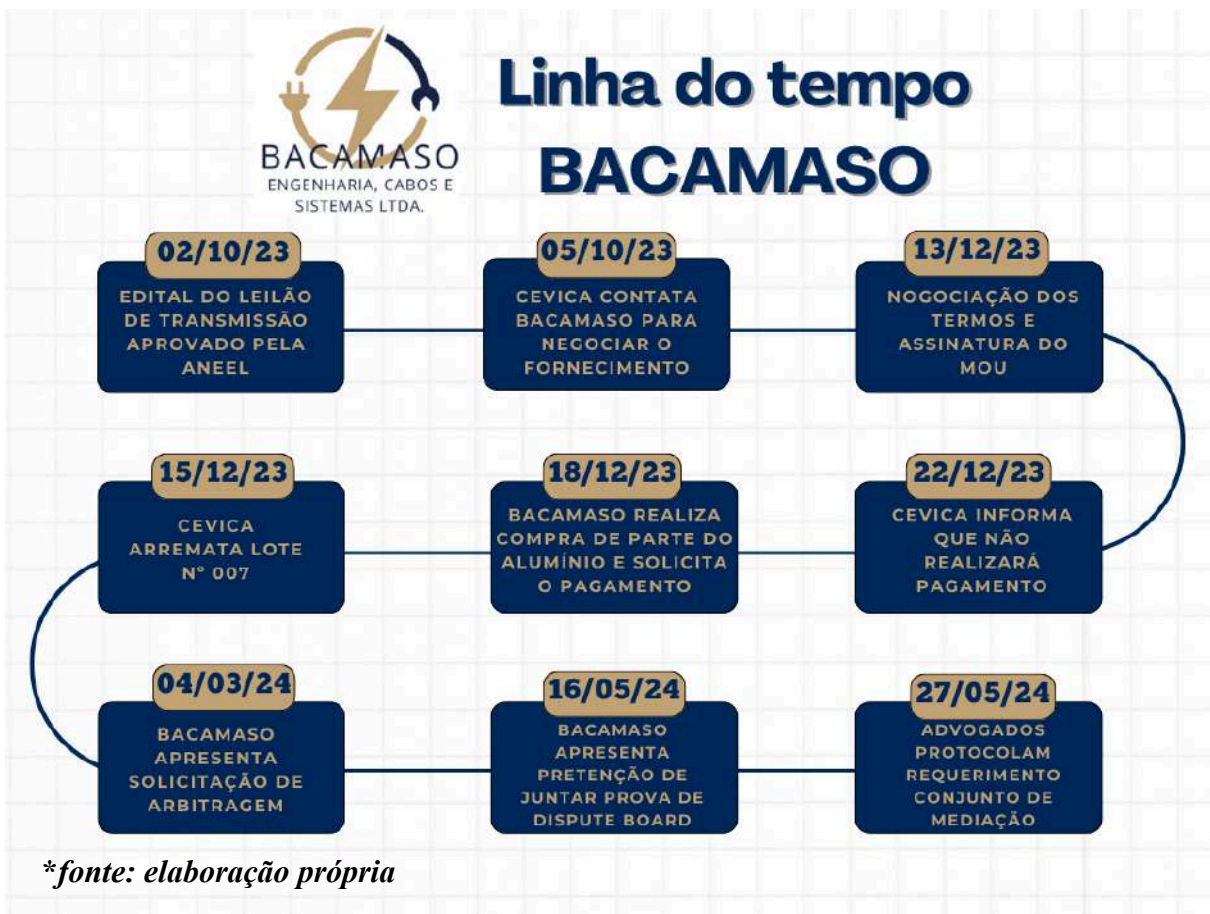 BACAMASO
ENGENHARIA, CABOS E
SISTEMAS LTDA.
Linha do tempo
BACAMASO
02/10/23
EDITAL DO LEILÃO
DE TRANSMISSÃO
APROVADO PELA
ANEEL
05/10/23
CEVICA CONTATA
BACAMASO PARA
NEGOCIAR O
FORNECIMENTO
13/12/23
NOGOCIAÇÃO DOS
TERMOS E
ASSINATURA DO
MOU
15/12/23
CEVICA
ARREMATA LOTE
Nº 007
18/12/23
BACAMASO REALIZA
COMPRA DE PARTE DO
ALUMÍNIO E SOLICITA
O PAGAMENTO
22/12/23
CEVICA INFORMA
QUE NÃO
REALIZARÁ
PAGAMENTO
04/03/24
BACAMASO
APRESENTA
SOLICITAÇÃO DE
ARBITRAGEM
16/05/24
BACAMASO
APRESENTA
PRETENÇÃO DE
JUNTAR PROVA DE
DISPUTE BOARD
27/05/24
ADVOGADOS
PROTOCOLAM
REQUERIMENTO
CONJUNTO DE
MEDIAÇÃO
*fonte: elaboração própria